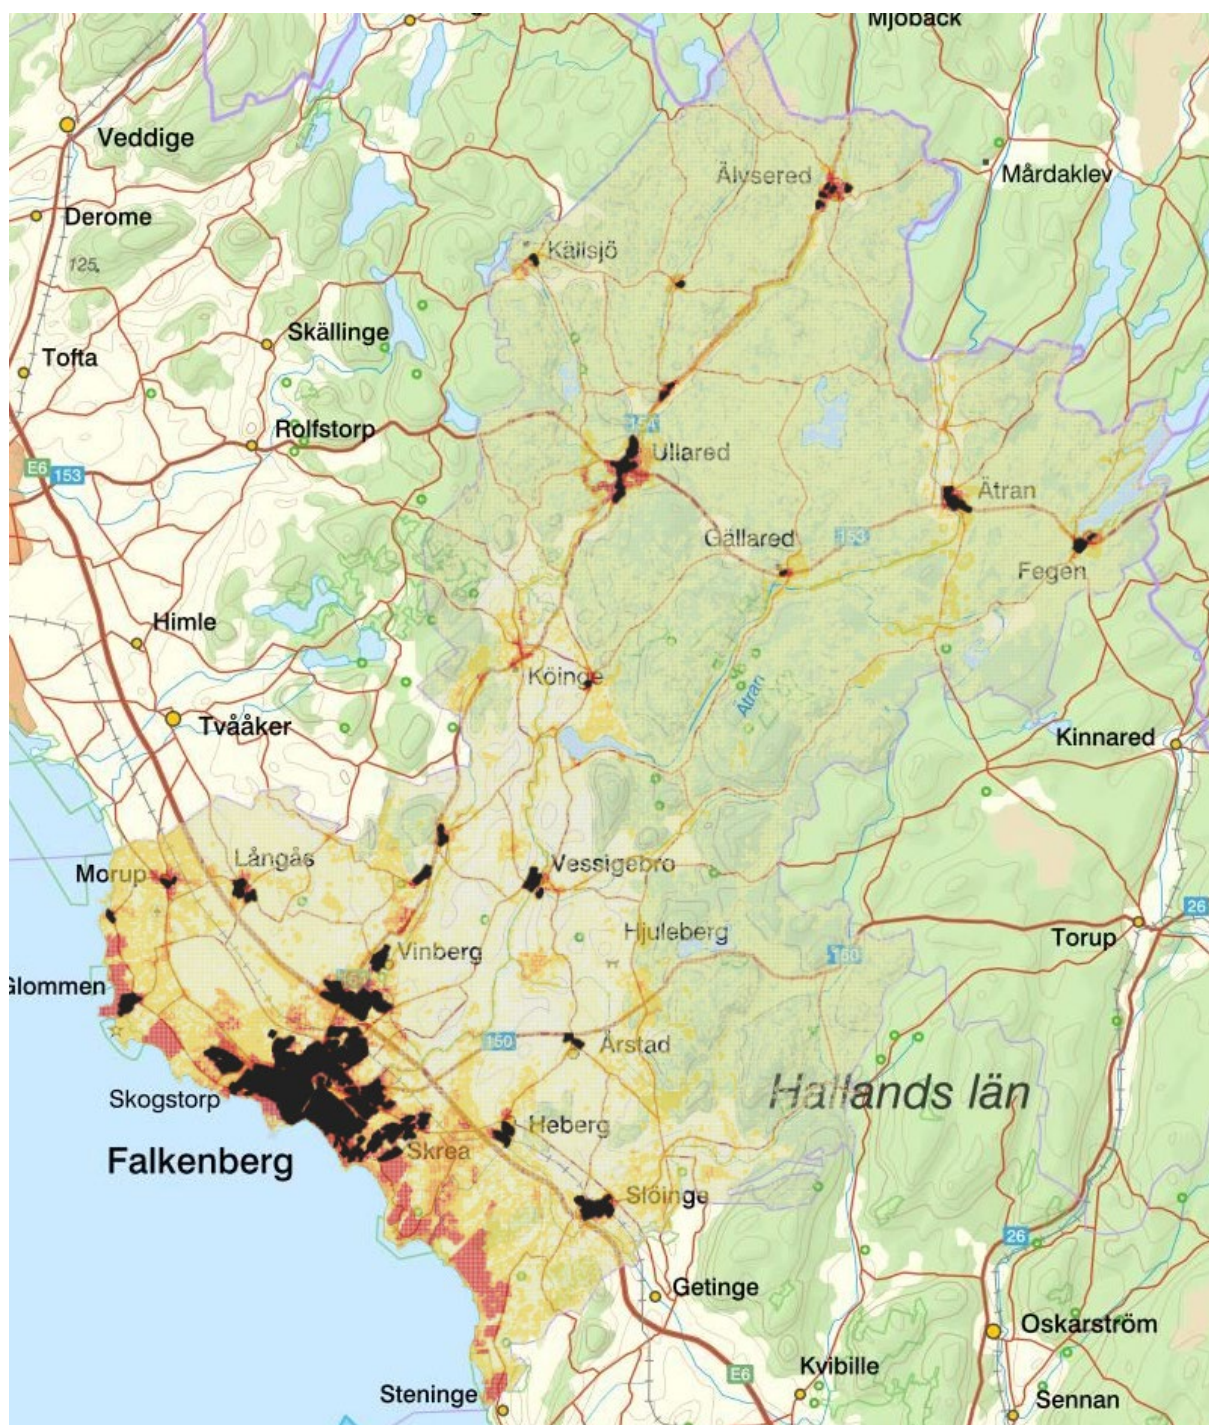 Mjöbäck
Veddige
Älvsered
Mårdaklev
Derome
Källsjö
125
Skällinge
Tofta
154
Rolfstorp
Ullared
E6
153
Ätran
Gällared
153
Fegen
Himle
Köinge
Ätran
Tvååker
Kinnared
Långås
Vessigebro
Morup
26
Hjuleberg
Torup
Vinberg
150
Glommen
150
Årstad
Hallands län
Skogstorp
Heberg
Falkenberg
Skrea
Slöinge
26
Getinge
Oskarström
Kvibille
E6
Steninge
Sennan